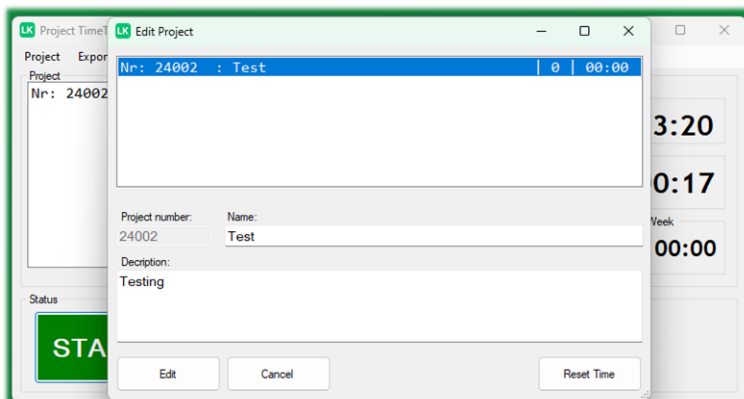 LK Project TimeT
LK Edit Project
Project Expor
Project
Nr: 24002
Nr: 24002 : Test | 0 | 00:00
3:20
0:17
Week
00:00
Project number: Name:
24002 Test
Decription:
Testing
Status
STA
Edit Cancel Reset Time